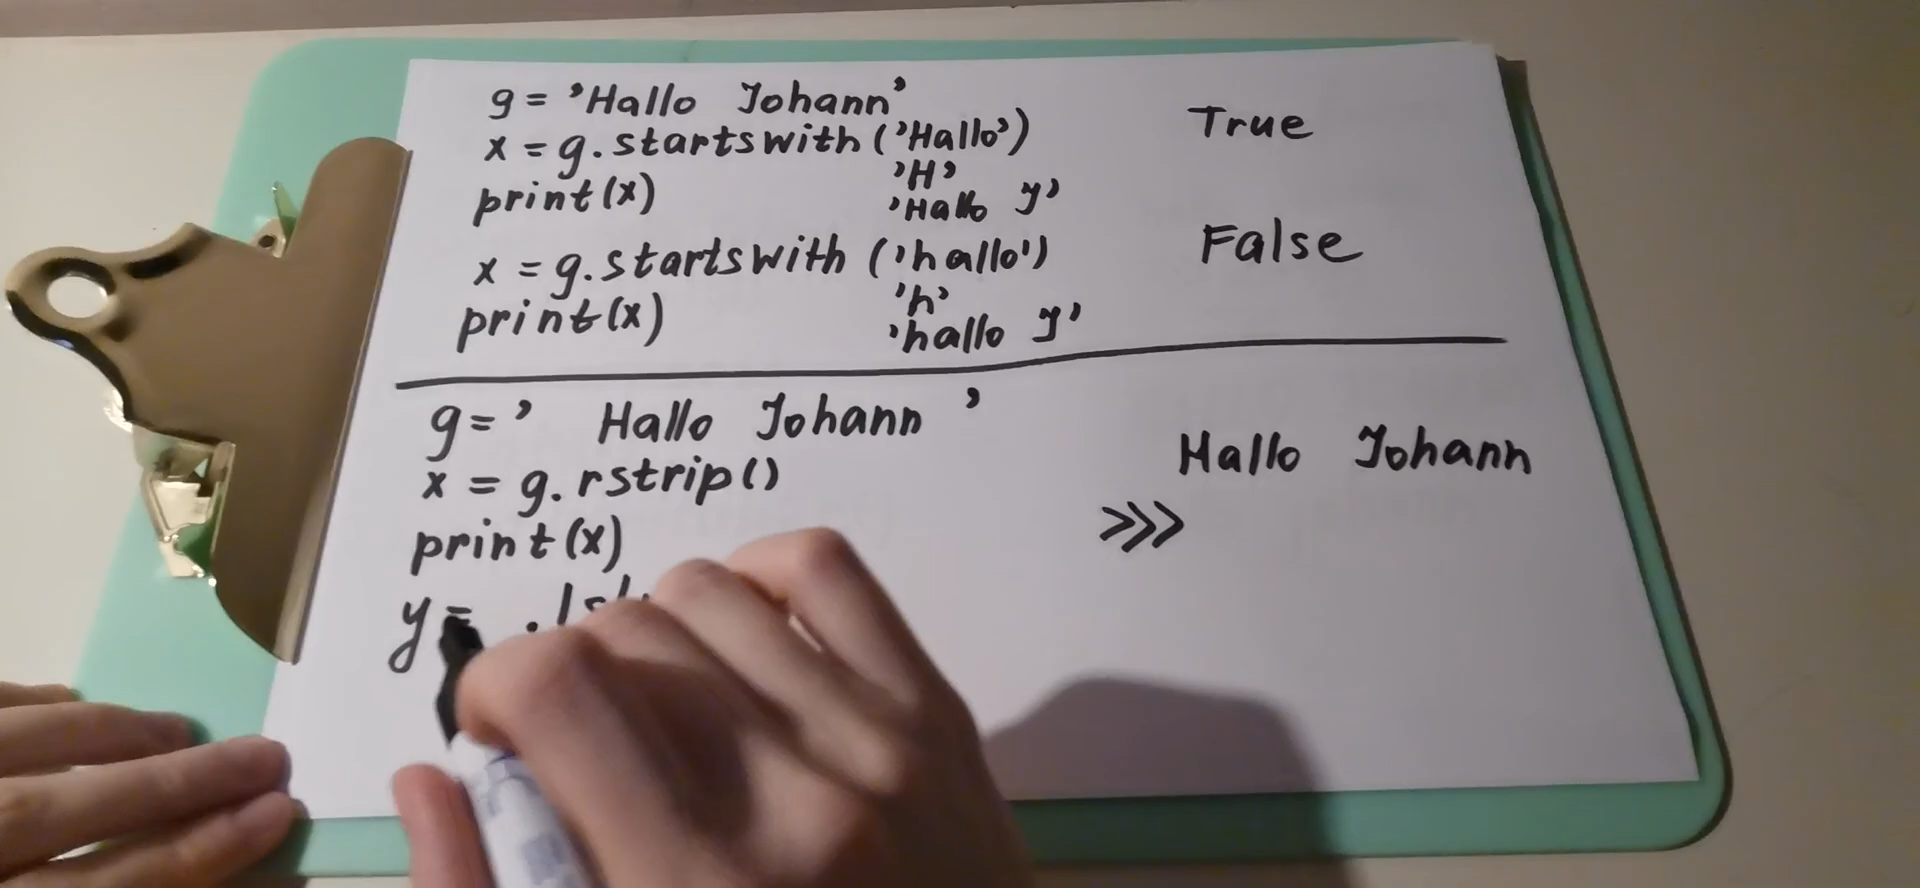 g = 'Hallo Johann'
x = g.startswith('Hallo')
'H'
print(x)
'Hallo J'
True
x = g.startswith('hallo')
'h'
print(x)
'hallo J'
False
g = '  Hallo Johann  '
x = g.rstrip()
print(x)
Hallo Johann
>>>
y = .